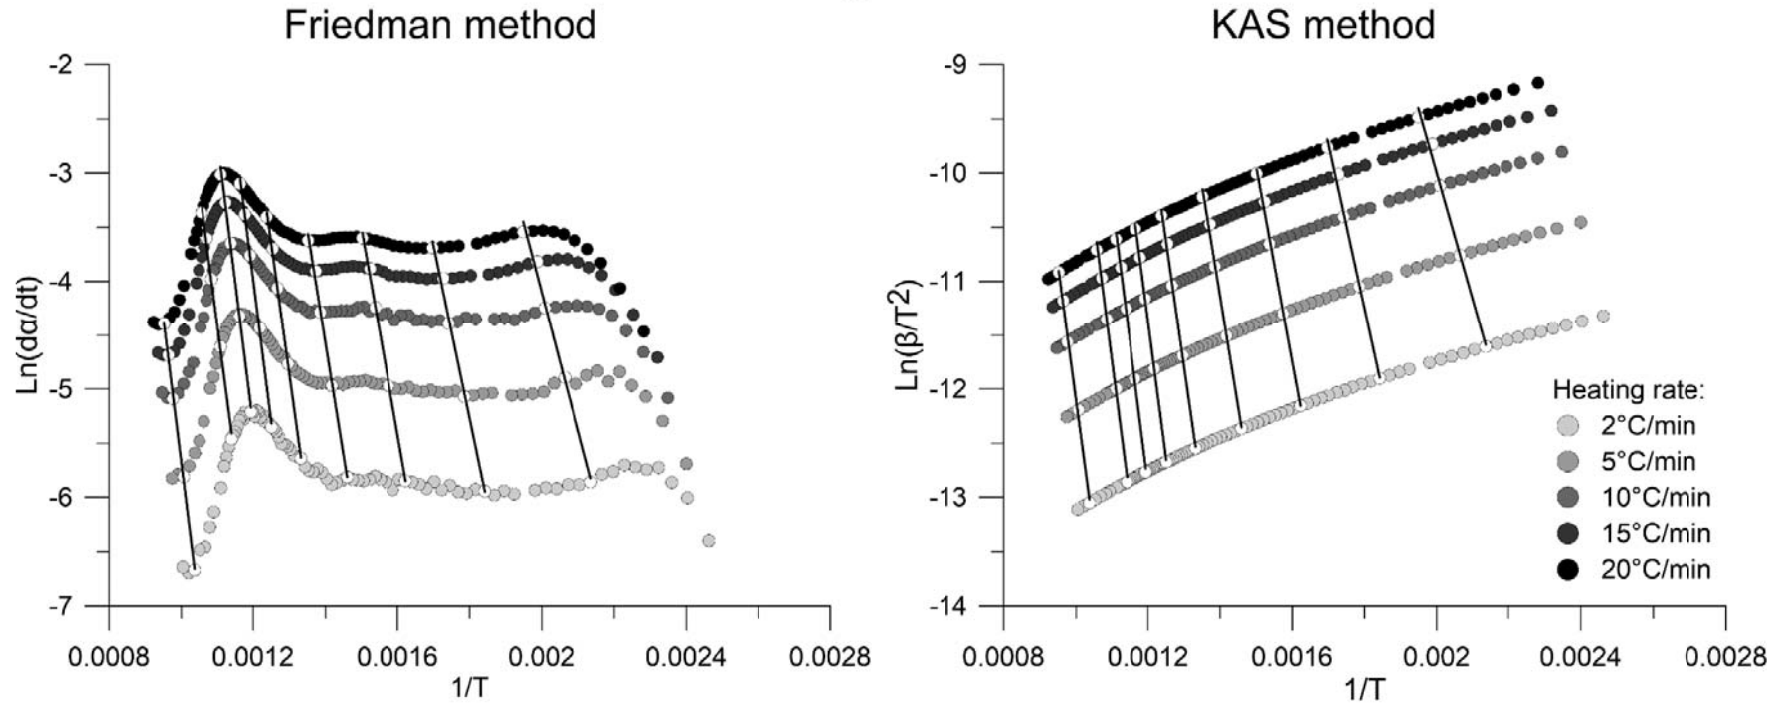 Friedman method
-2
-3
-4
-5
-6
-7
Ln(dα/dt)
0.0008 0.0012 0.0016 0.002 0.0024 0.0028
1/T
KAS method
-9
-10
-11
-12
-13
-14
Ln(β/T²)
0.0008 0.0012 0.0016 0.002 0.0024 0.0028
1/T
Heating rate:
2°C/min
5°C/min
10°C/min
15°C/min
20°C/min